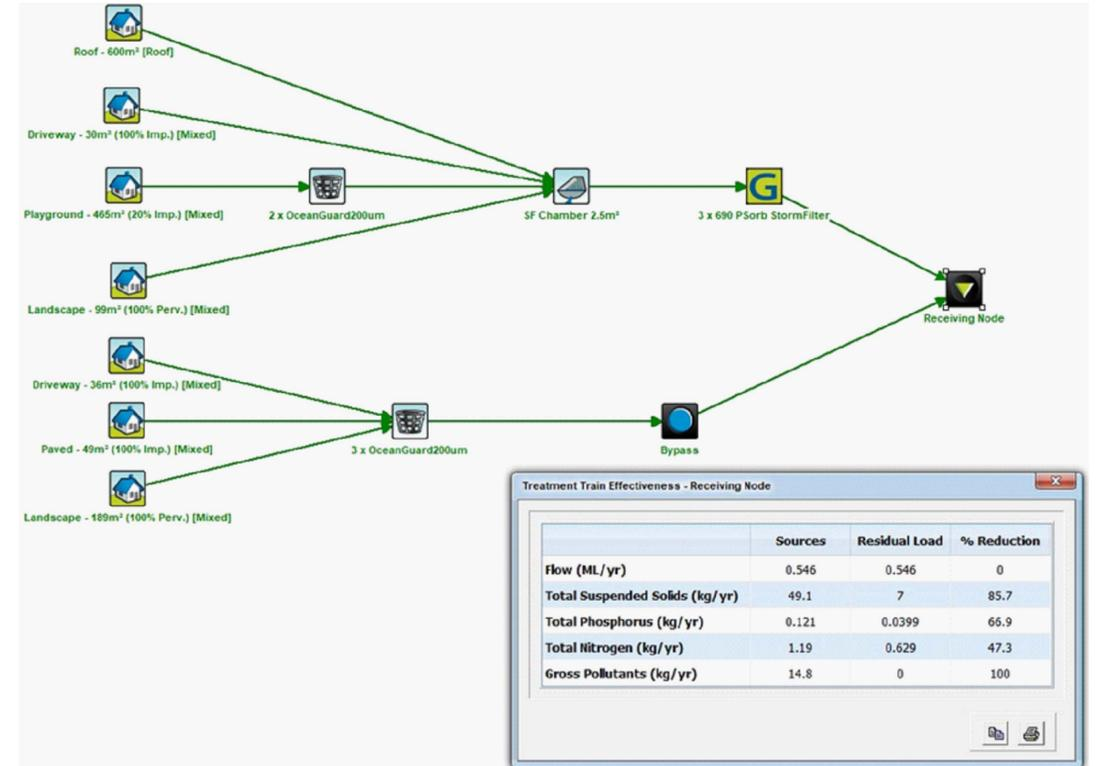 Roof - 600m² [Roof]
Driveway - 30m² (100% Imp.) [Mixed]
Playground - 465m² (20% Imp.) [Mixed]
2 x OceanGuard200um
SF Chamber 2.5m²
3 x 690 PSorb StormFilter
Landscape - 99m² (100% Perv.) [Mixed]
Receiving Node
Driveway - 36m² (100% Imp.) [Mixed]
Paved - 49m² (100% Imp.) [Mixed]
3 x OceanGuard200um
Bypass
Landscape - 189m² (100% Perv.) [Mixed]
Treatment Train Effectiveness - Receiving Node
Sources Residual Load % Reduction
Flow (ML/yr) 0.546 0.546 0
Total Suspended Solids (kg/yr) 49.1 7 85.7
Total Phosphorus (kg/yr) 0.121 0.0399 66.9
Total Nitrogen (kg/yr) 1.19 0.629 47.3
Gross Pollutants (kg/yr) 14.8 0 100